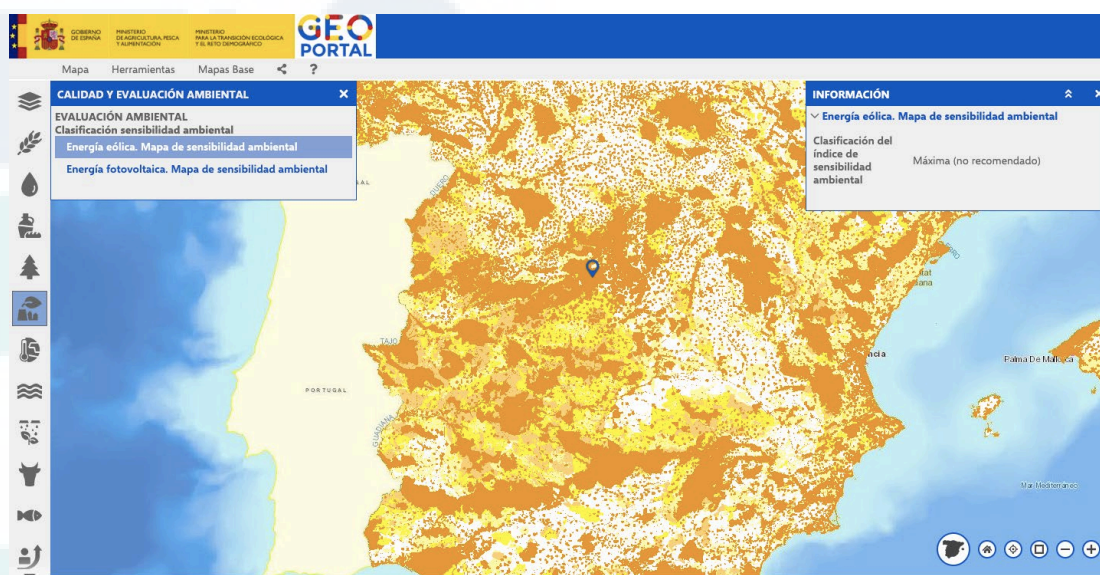 GOBIERNO
DE ESPAÑA
MINISTERIO
DE AGRICULTURA, PESCA
Y ALIMENTACIÓN
MINISTERIO
PARA LA TRANSICIÓN ECOLÓGICA
Y EL RETO DEMOGRÁFICO
GEO
PORTAL
Mapa Herramientas Mapas Base ?
CALIDAD Y EVALUACIÓN AMBIENTAL
EVALUACIÓN AMBIENTAL
Clasificación sensibilidad ambiental
Energía eólica. Mapa de sensibilidad ambiental
Energía fotovoltaica. Mapa de sensibilidad ambiental
INFORMACIÓN
Energía eólica. Mapa de sensibilidad ambiental
Clasificación del
índice de
sensibilidad
ambiental
Máxima (no recomendado)
DUERO
TAJO
PORTUGAL
GUADIANA
EBRO
ncia
Palma De Mallorca
Mar Mediterráneo